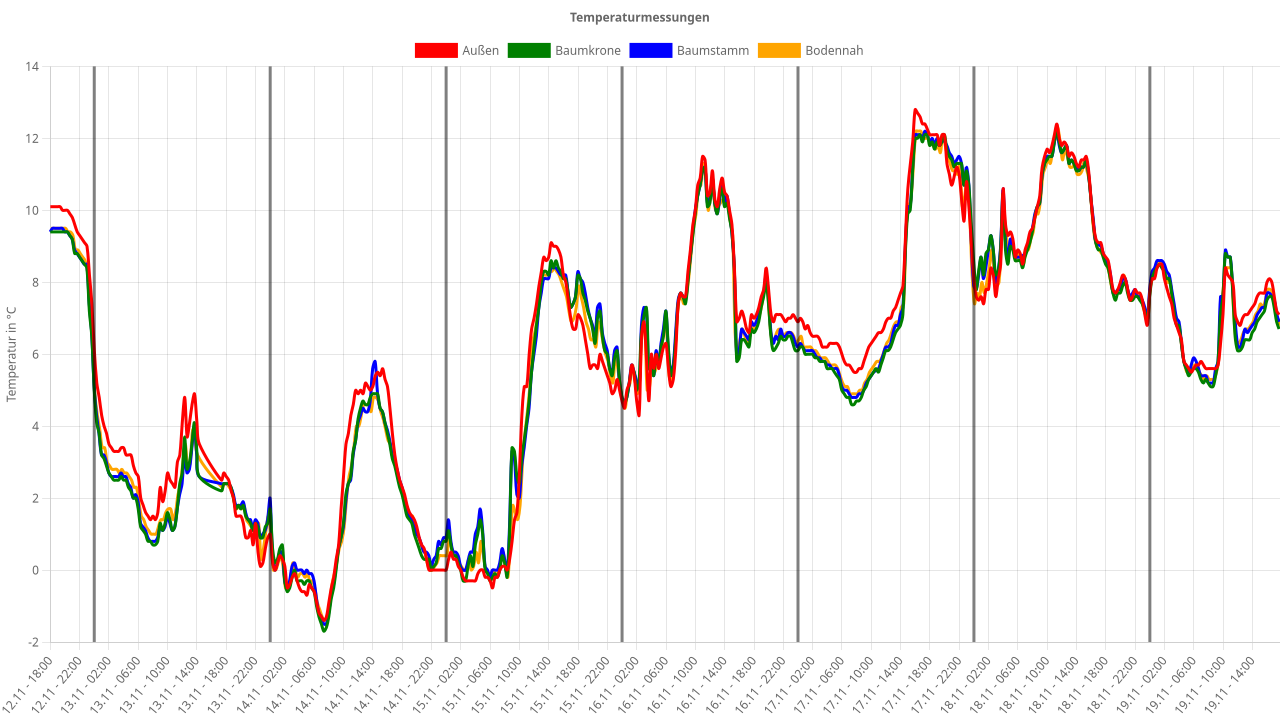 Temperaturmessungen
Außen Baumkrone Baumstamm Bodennah
Temperatur in °C
14
12
10
8
6
4
2
0
-2
12.11 - 18:00
12.11 - 22:00
13.11 - 02:00
13.11 - 06:00
13.11 - 10:00
13.11 - 14:00
13.11 - 18:00
13.11 - 22:00
14.11 - 02:00
14.11 - 06:00
14.11 - 10:00
14.11 - 14:00
14.11 - 18:00
14.11 - 22:00
15.11 - 02:00
15.11 - 06:00
15.11 - 10:00
15.11 - 14:00
15.11 - 18:00
15.11 - 22:00
16.11 - 02:00
16.11 - 06:00
16.11 - 10:00
16.11 - 14:00
16.11 - 18:00
16.11 - 22:00
17.11 - 02:00
17.11 - 06:00
17.11 - 10:00
17.11 - 14:00
17.11 - 18:00
17.11 - 22:00
18.11 - 02:00
18.11 - 06:00
18.11 - 10:00
18.11 - 14:00
18.11 - 18:00
18.11 - 22:00
19.11 - 02:00
19.11 - 06:00
19.11 - 10:00
19.11 - 14:00